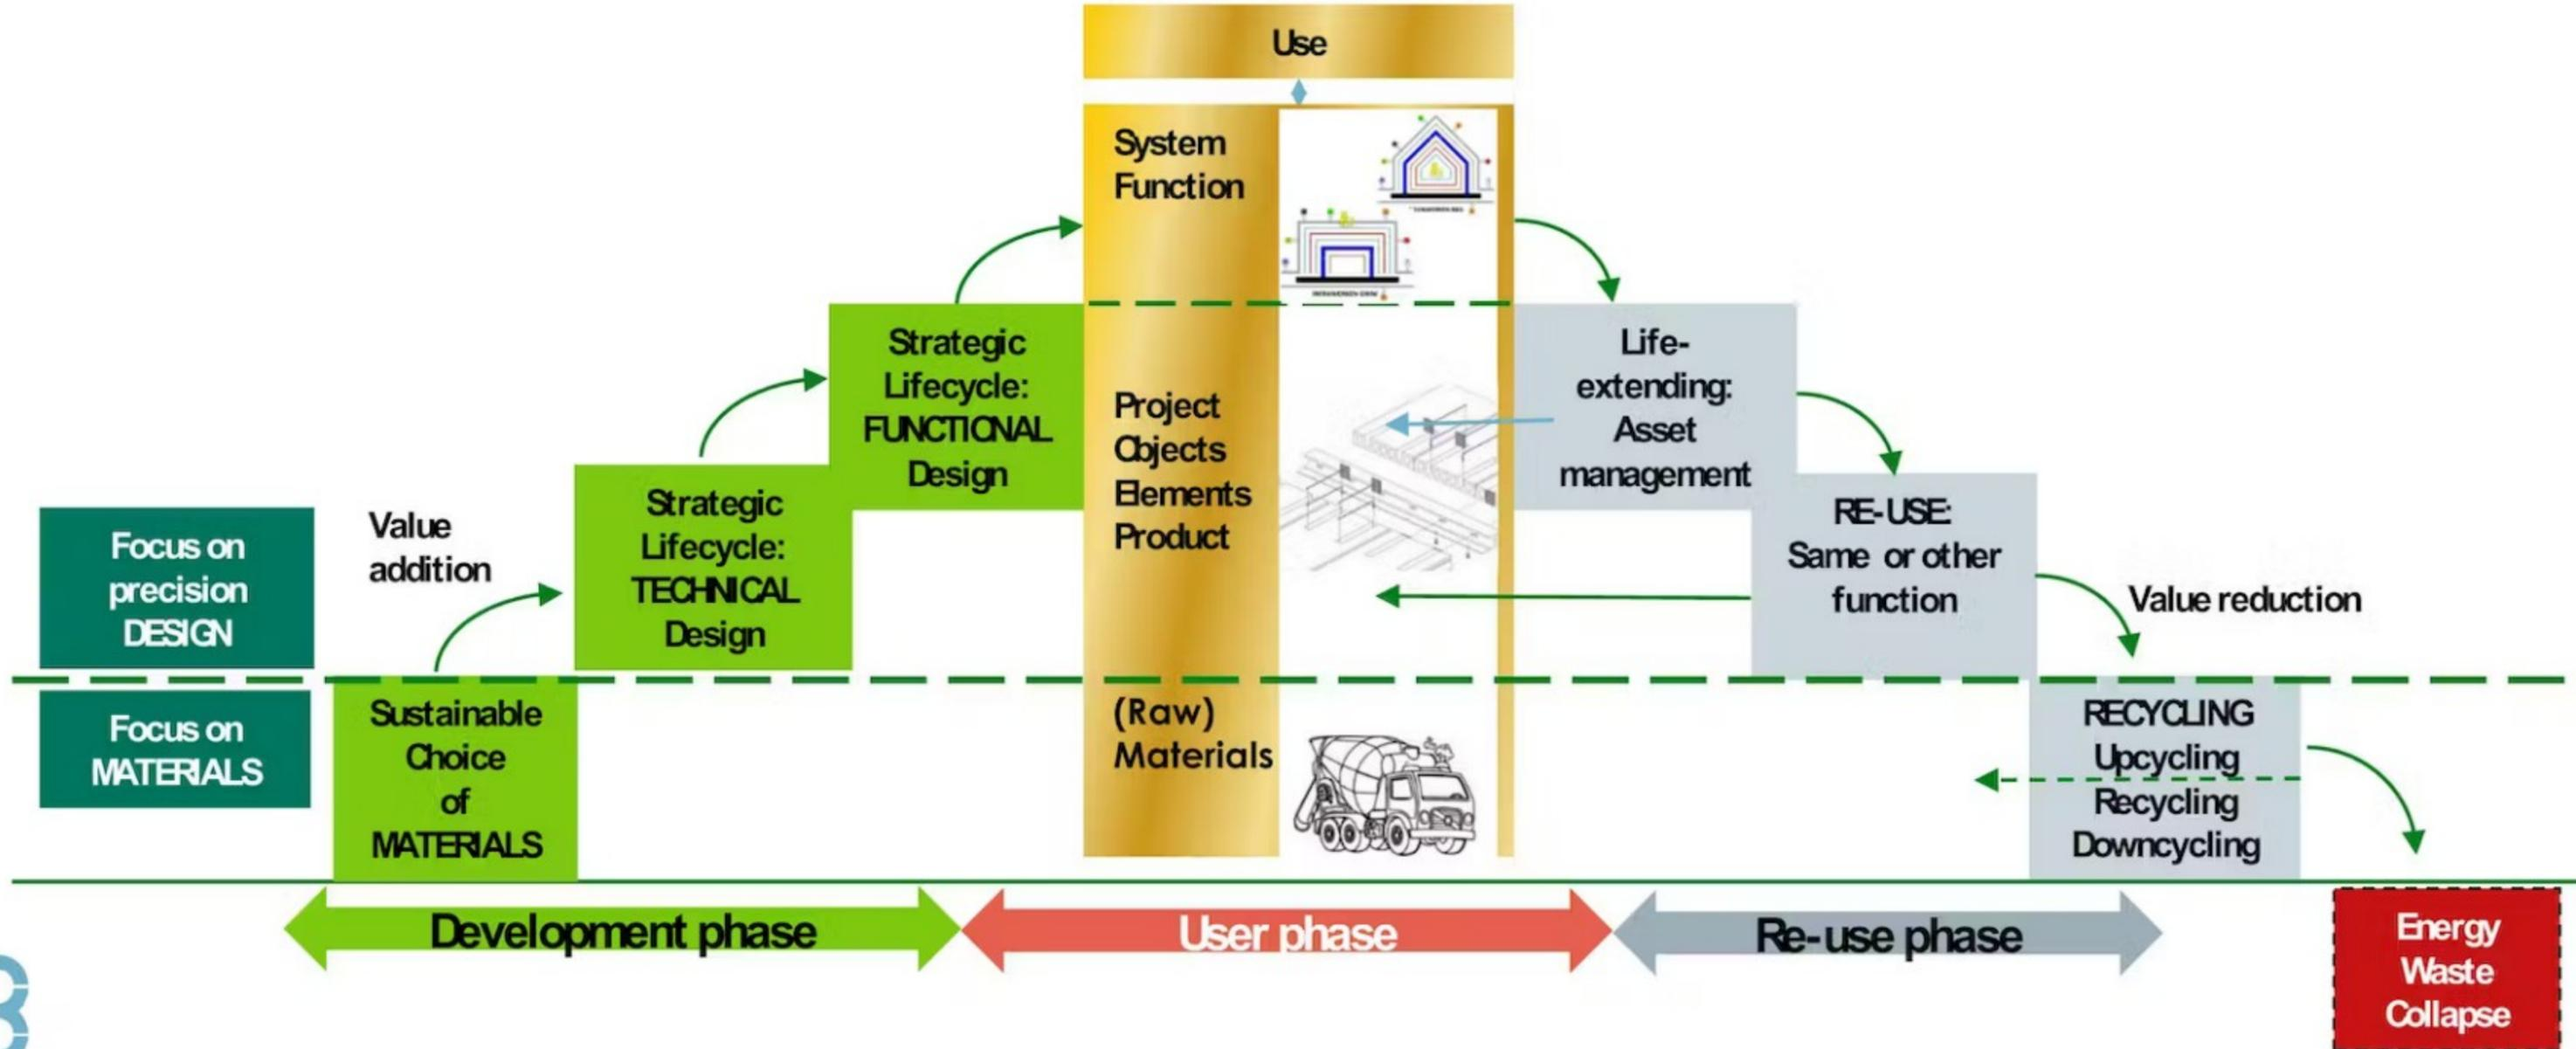 Use
System
Function
Strategic
Lifecycle:
FUNCTIONAL
Design
Project
Objects
Elements
Product
Life-
extending:
Asset
management
Focus on
precision
DESIGN
Value
addition
Strategic
Lifecycle:
TECHNICAL
Design
RE-USE:
Same or other
function
Value reduction
Focus on
MATERIALS
Sustainable
Choice
of
MATERIALS
(Raw)
Materials
RECYCLING
Upcycling
Recycling
Downcycling
Development phase
User phase
Re-use phase
Energy
Waste
Collapse